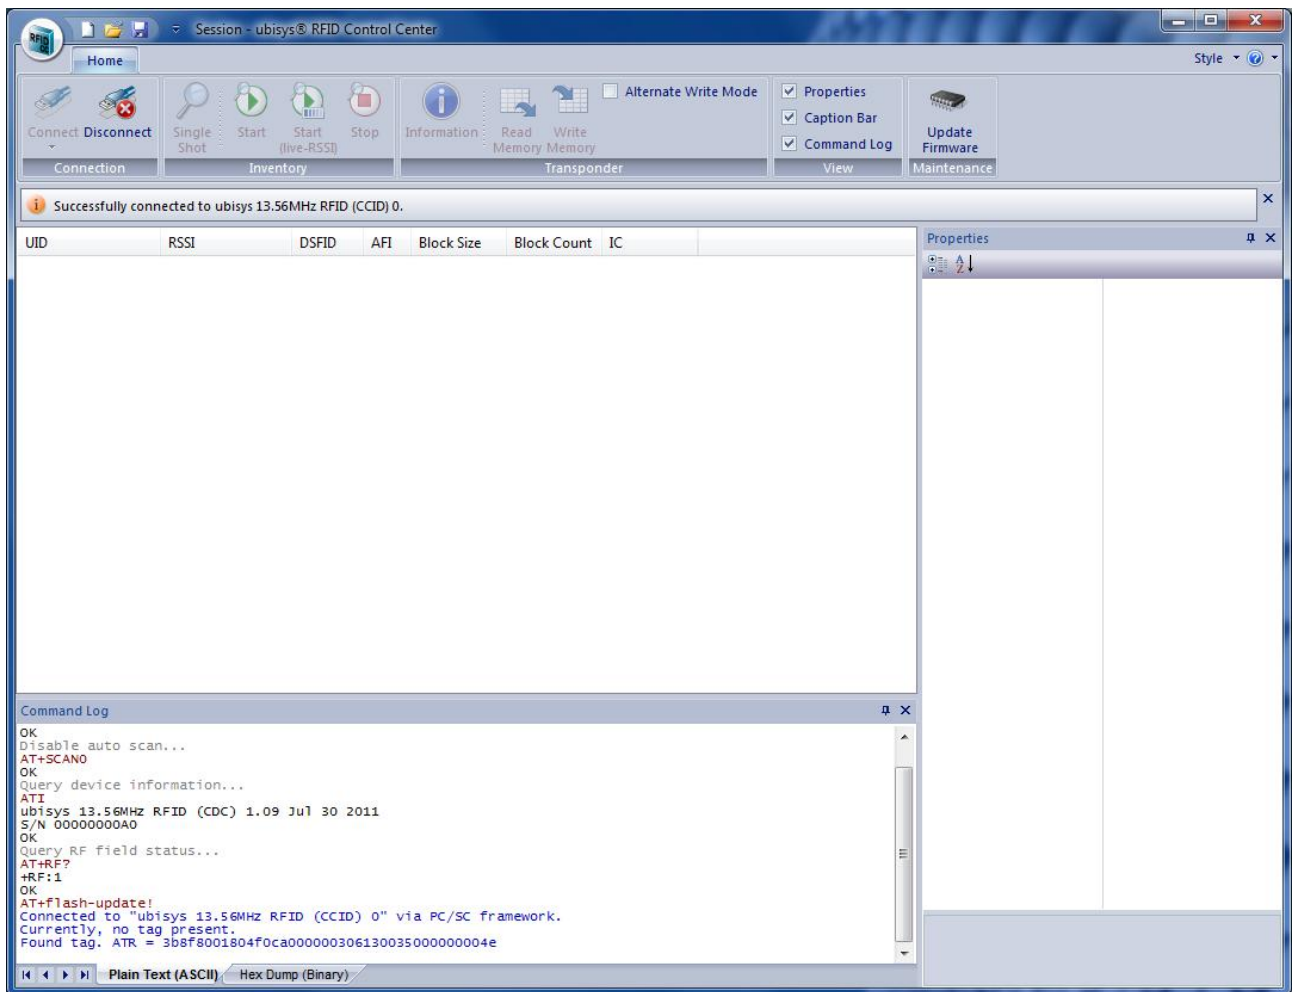 RFID
Session - ubisys® RFID Control Center
Home
Style
Connect Disconnect
Single Shot
Start
Start (live-RSSI)
Stop
Information
Read Memory
Write Memory
Alternate Write Mode
Properties
Caption Bar
Command Log
Update Firmware
Connection
Inventory
Transponder
View
Maintenance
Successfully connected to ubisys 13.56MHz RFID (CCID) 0.
UID RSSI DSFID AFI Block Size Block Count IC
Properties
Command Log
OK
Disable auto scan...
AT+SCAN0
OK
Query device information...
ATI
ubisys 13.56MHz RFID (CDC) 1.09 Jul 30 2011
S/N 00000000A0
OK
Query RF field status...
AT+RF?
+RF:1
OK
AT+flash-update!
Connected to "ubisys 13.56MHz RFID (CCID) 0" via PC/SC framework.
Currently, no tag present.
Found tag. ATR = 3b8f8001804f0ca000000306130035000000004e
Plain Text (ASCII) Hex Dump (Binary)